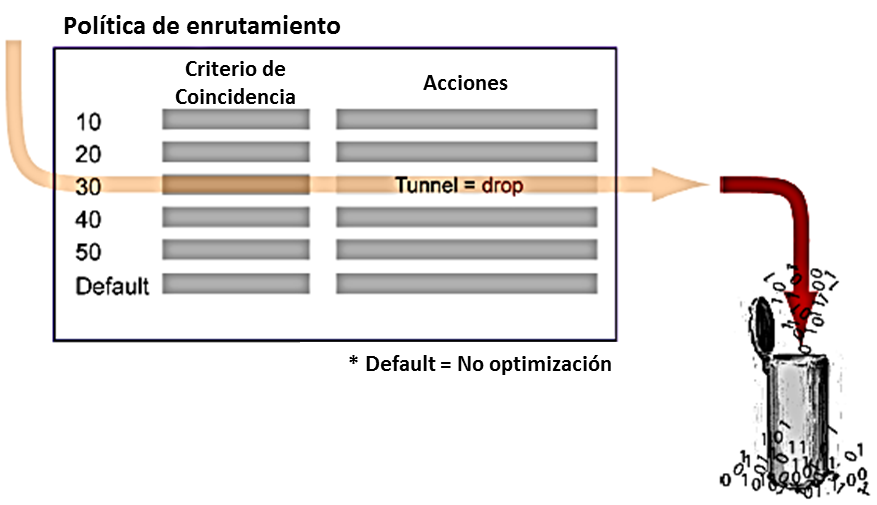 Política de enrutamiento
Criterio de
Coincidencia
Acciones
10
20
30
Tunnel = drop
40
50
Default
* Default = No optimización